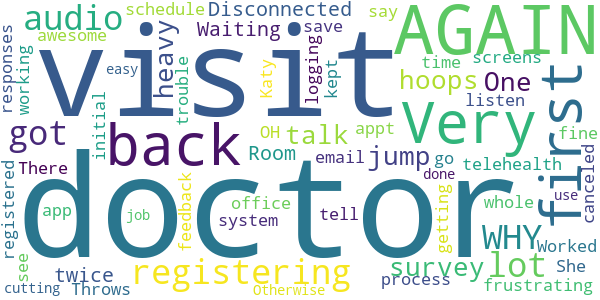 responses
working
audio
awesome
schedule
Disconnected
Waiting
save
say
AGAIN
visit
heavy
trouble
Katy
logging
kept
time
screens
hoops
One
listen
Very
first
appt
fine
canceled
got
initial
back
OH
talk
Room
email
jump
go
telehealth
There
registered
doctor
done
use
see
app
job
feedback
office
system
tell
getting
whole
WHY
Worked
She
twice
registering
process
survey
lot
frustrating
cutting
Throws
Otherwise
easy